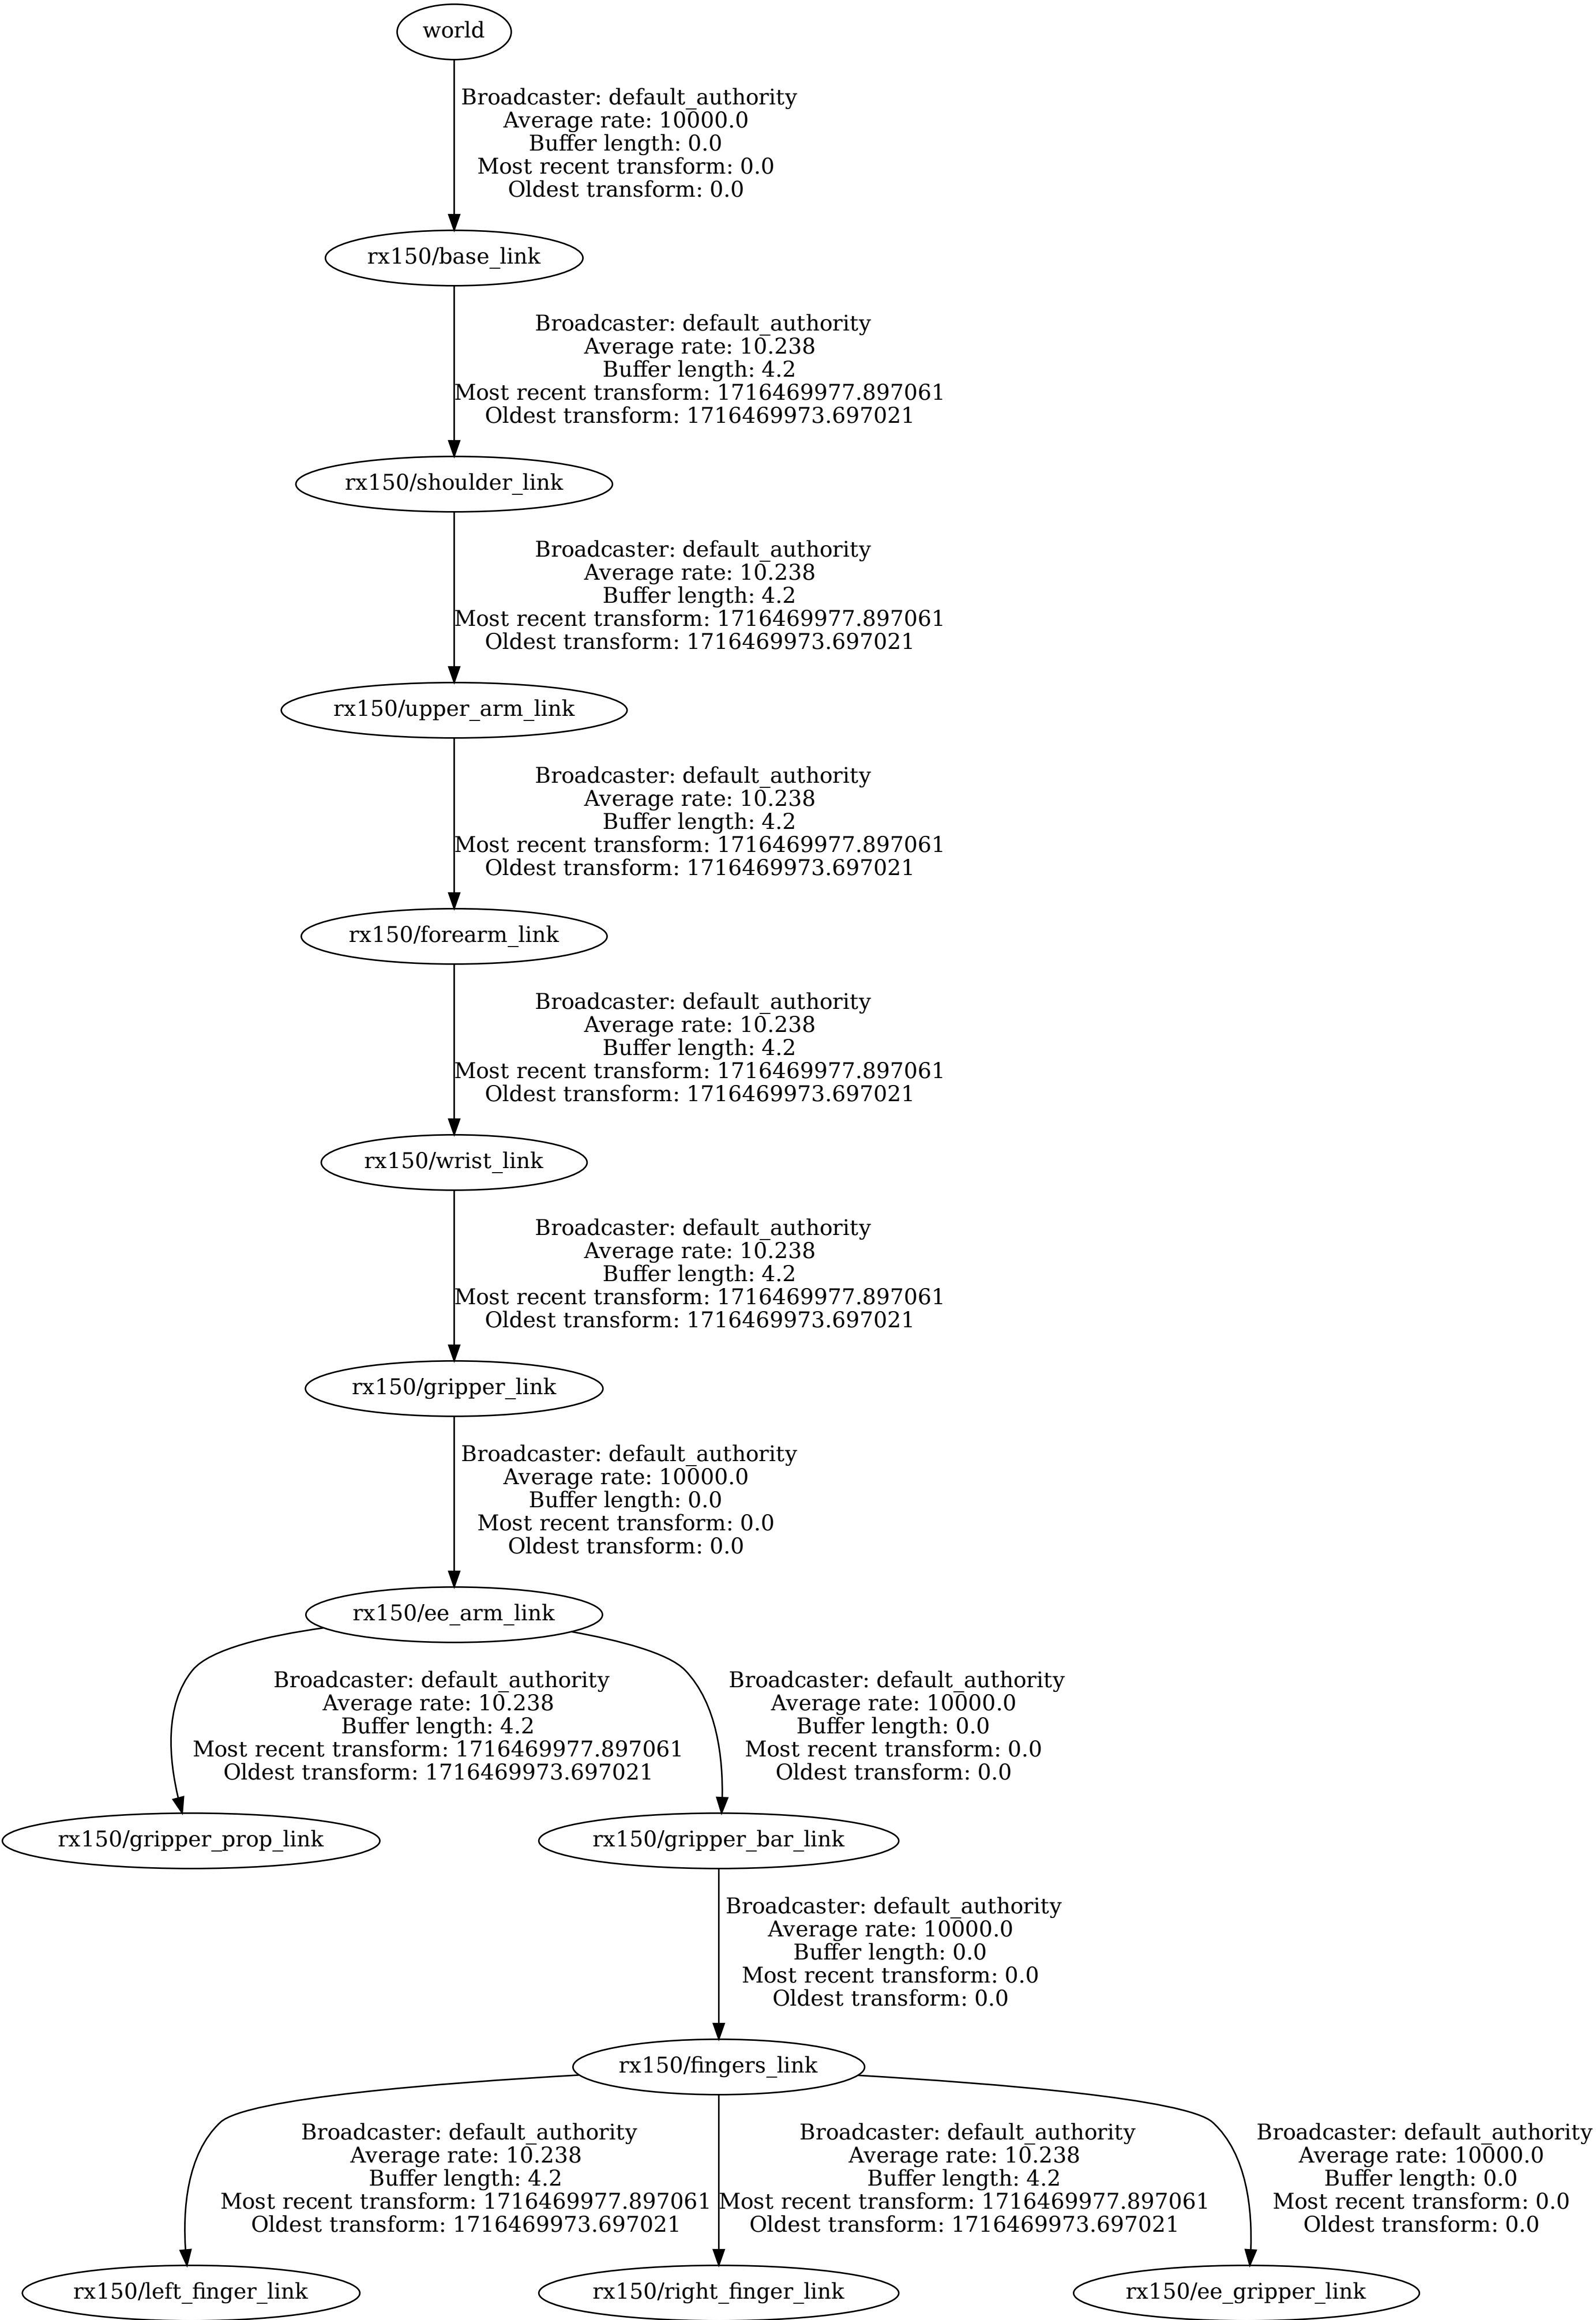 world
Broadcaster: default_authority
Average rate: 10000.0
Buffer length: 0.0
Most recent transform: 0.0
Oldest transform: 0.0
rx150/base_link
Broadcaster: default_authority
Average rate: 10.238
Buffer length: 4.2
Most recent transform: 1716469977.897061
Oldest transform: 1716469973.697021
rx150/shoulder_link
Broadcaster: default_authority
Average rate: 10.238
Buffer length: 4.2
Most recent transform: 1716469977.897061
Oldest transform: 1716469973.697021
rx150/upper_arm_link
Broadcaster: default_authority
Average rate: 10.238
Buffer length: 4.2
Most recent transform: 1716469977.897061
Oldest transform: 1716469973.697021
rx150/forearm_link
Broadcaster: default_authority
Average rate: 10.238
Buffer length: 4.2
Most recent transform: 1716469977.897061
Oldest transform: 1716469973.697021
rx150/wrist_link
Broadcaster: default_authority
Average rate: 10.238
Buffer length: 4.2
Most recent transform: 1716469977.897061
Oldest transform: 1716469973.697021
rx150/gripper_link
Broadcaster: default_authority
Average rate: 10000.0
Buffer length: 0.0
Most recent transform: 0.0
Oldest transform: 0.0
rx150/ee_arm_link
Broadcaster: default_authority
Average rate: 10.238
Buffer length: 4.2
Most recent transform: 1716469977.897061
Oldest transform: 1716469973.697021
Broadcaster: default_authority
Average rate: 10000.0
Buffer length: 0.0
Most recent transform: 0.0
Oldest transform: 0.0
rx150/gripper_prop_link
rx150/gripper_bar_link
Broadcaster: default_authority
Average rate: 10000.0
Buffer length: 0.0
Most recent transform: 0.0
Oldest transform: 0.0
rx150/fingers_link
Broadcaster: default_authority
Average rate: 10.238
Buffer length: 4.2
Most recent transform: 1716469977.897061
Oldest transform: 1716469973.697021
Broadcaster: default_authority
Average rate: 10.238
Buffer length: 4.2
Most recent transform: 1716469977.897061
Oldest transform: 1716469973.697021
Broadcaster: default_authority
Average rate: 10000.0
Buffer length: 0.0
Most recent transform: 0.0
Oldest transform: 0.0
rx150/left_finger_link
rx150/right_finger_link
rx150/ee_gripper_link